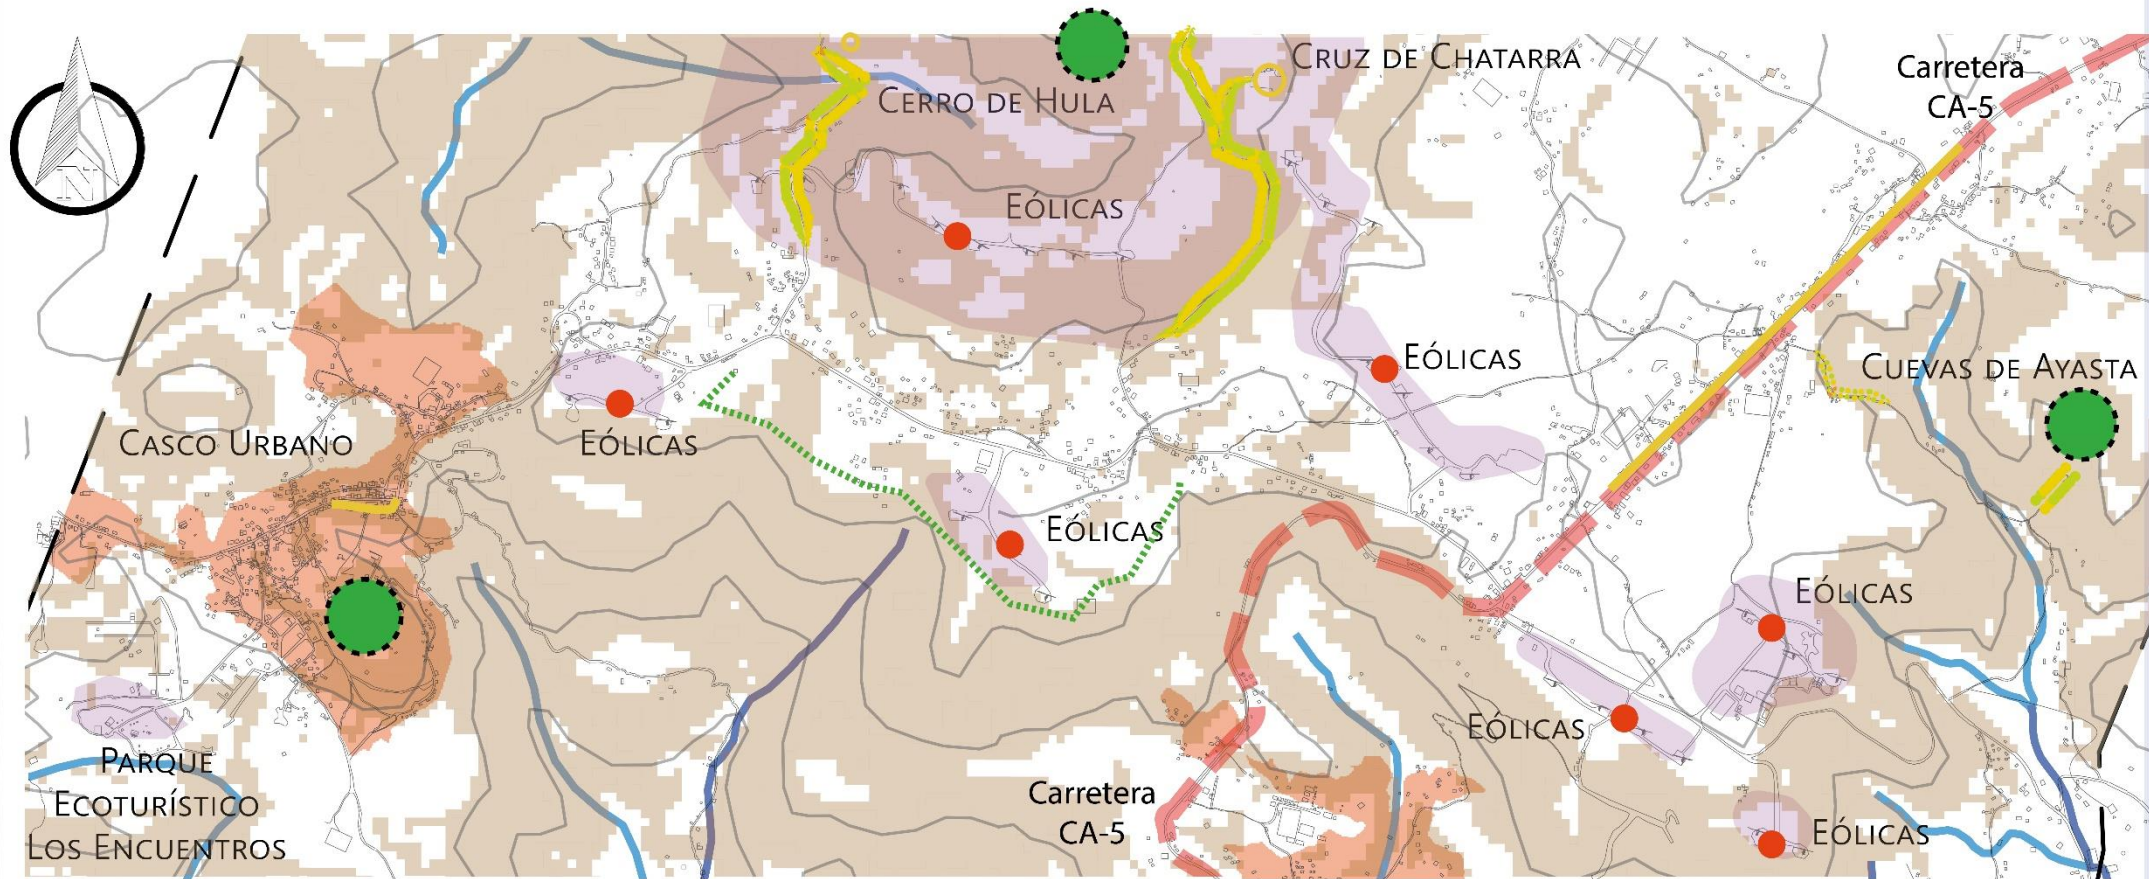 CRUZ DE CHATARRA
Carretera
CA-5
CERRO DE HULA
EÓLICAS
EÓLICAS
CUEVAS DE AYASTA
CASCO URBANO
EÓLICAS
EÓLICAS
EÓLICAS
EÓLICAS
PARQUE
ECOTURÍSTICO
LOS ENCUENTROS
Carretera
CA-5
EÓLICAS
N